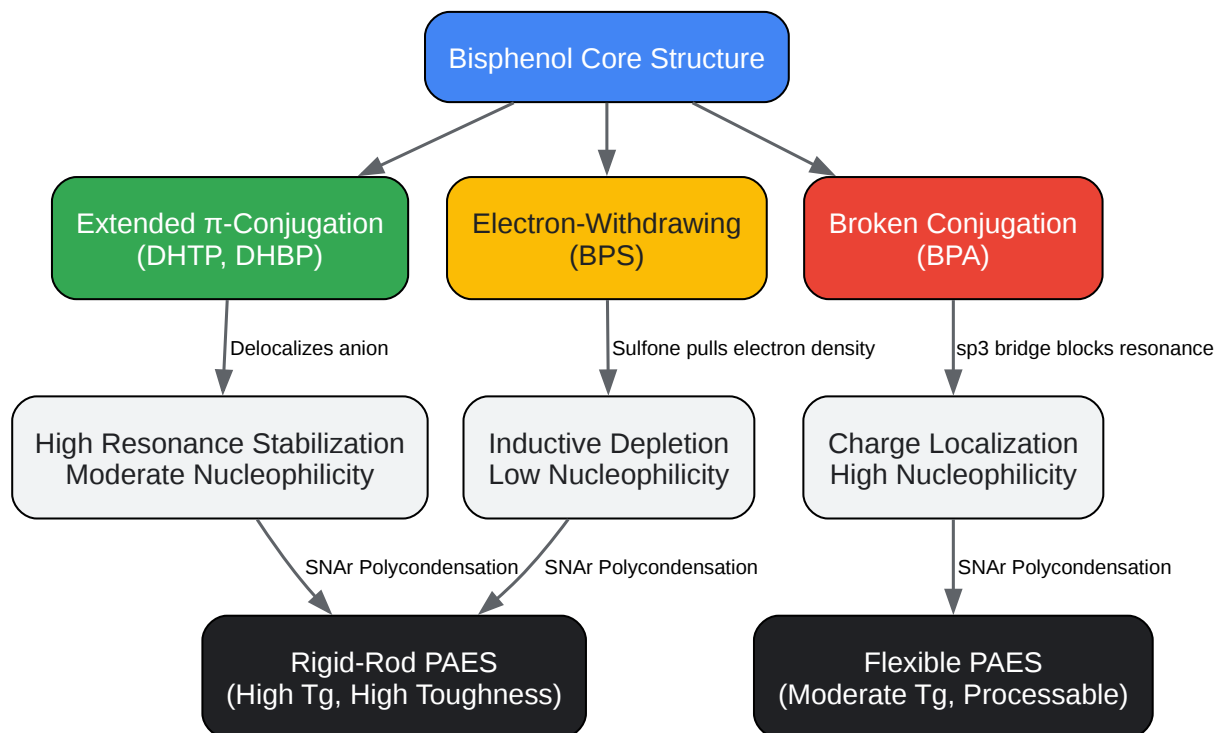 Bisphenol Core Structure
Extended π-Conjugation
(DHTP, DHBP)
Electron-Withdrawing
(BPS)
Broken Conjugation
(BPA)
Delocalizes anion
Sulfone pulls electron density
sp3 bridge blocks resonance
High Resonance Stabilization
Moderate Nucleophilicity
Inductive Depletion
Low Nucleophilicity
Charge Localization
High Nucleophilicity
SNAr Polycondensation
SNAr Polycondensation
SNAr Polycondensation
Rigid-Rod PAES
(High Tg, High Toughness)
Flexible PAES
(Moderate Tg, Processable)